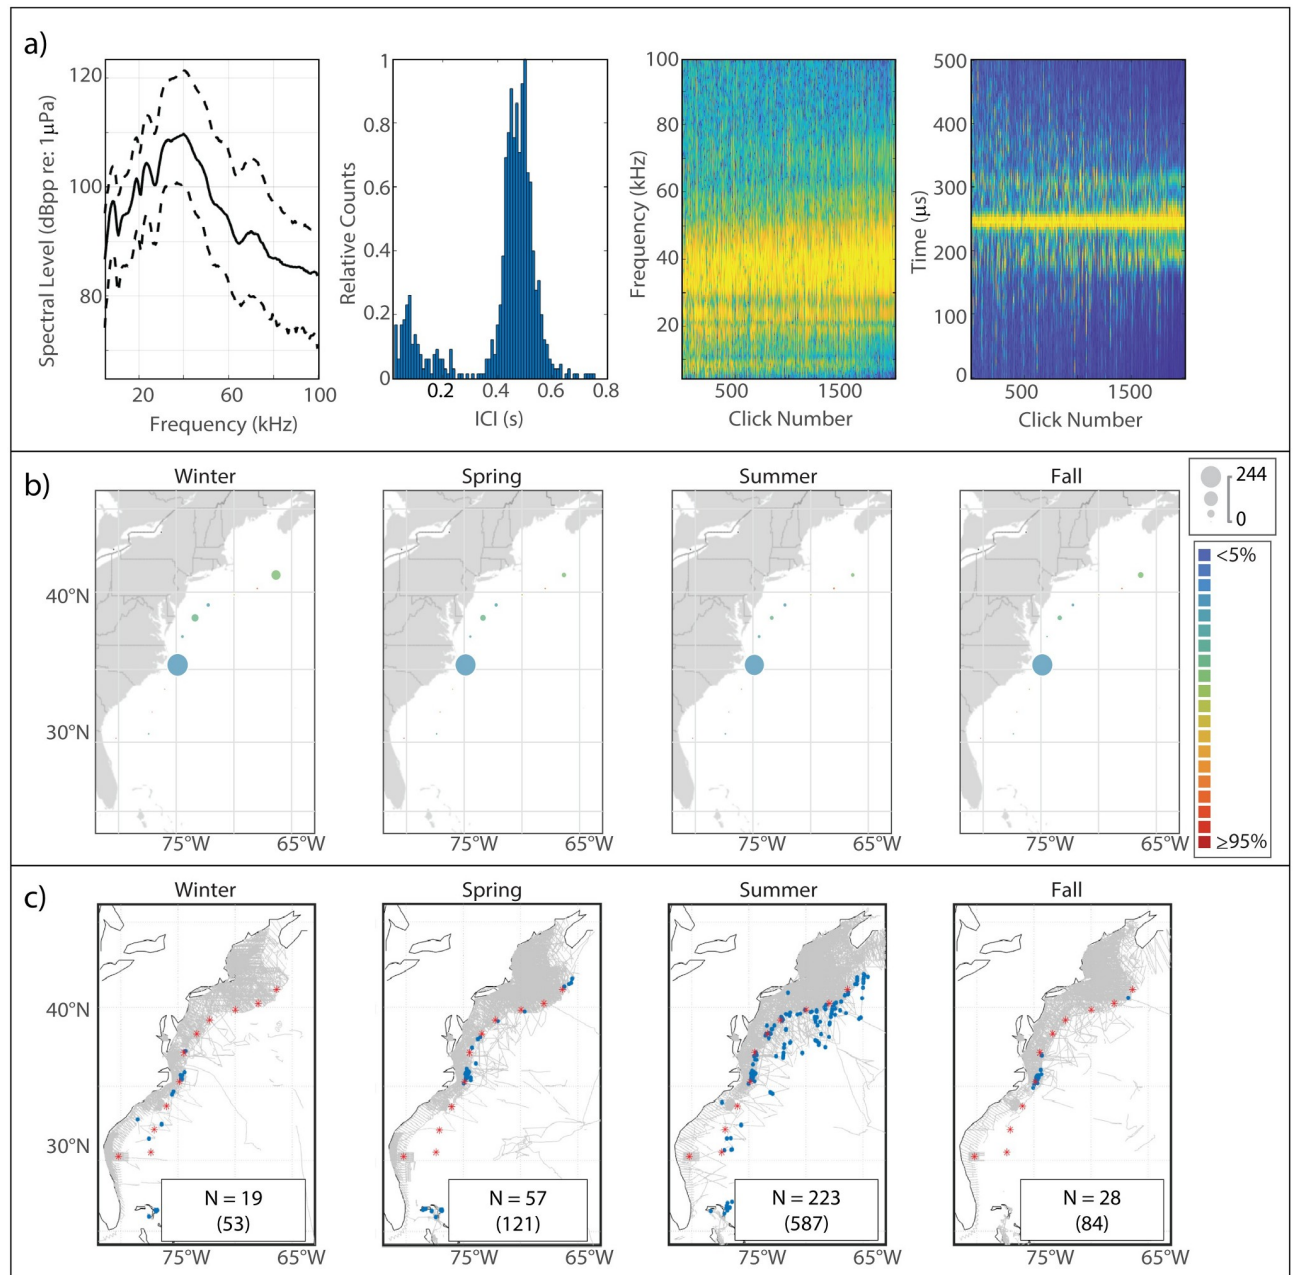 a)
120
100
80
Spectral Level (dBpp re: 1µPa)
20 60 100
Frequency (kHz)
1
0.8
0.6
0.4
0.2
0
Relative Counts
0.2 0.4 0.6 0.8
ICI (s)
100
80
60
40
20
Frequency (kHz)
500 1500
Click Number
500
400
300
200
100
0
Time (µs)
500 1500
Click Number
b)
Winter Spring Summer Fall
244
0
<5%
≥95%
40°N
30°N
75°W 65°W 75°W 65°W 75°W 65°W 75°W 65°W
c)
Winter Spring Summer Fall
40°N
30°N
N = 19
(53)
N = 57
(121)
N = 223
(587)
N = 28
(84)
75°W 65°W 75°W 65°W 75°W 65°W 75°W 65°W